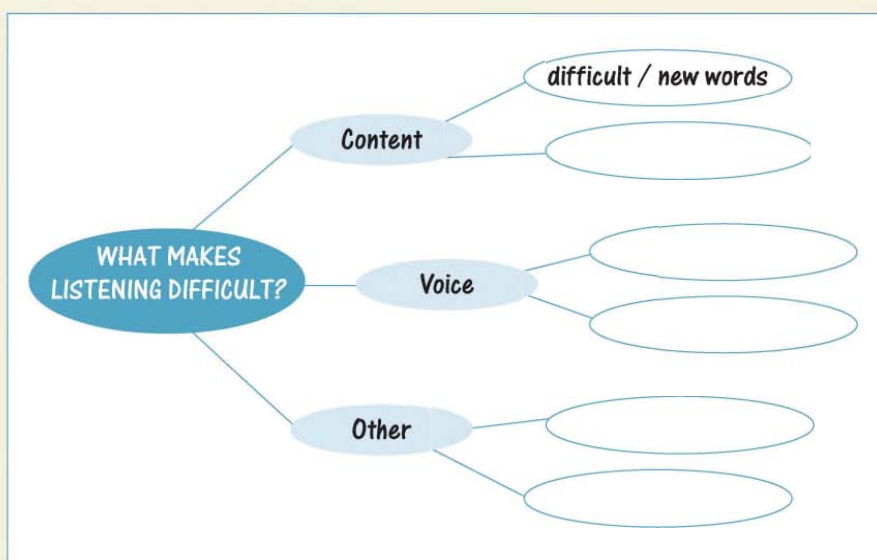 difficult / new words
Content
WHAT MAKES
LISTENING DIFFICULT?
Voice
Other